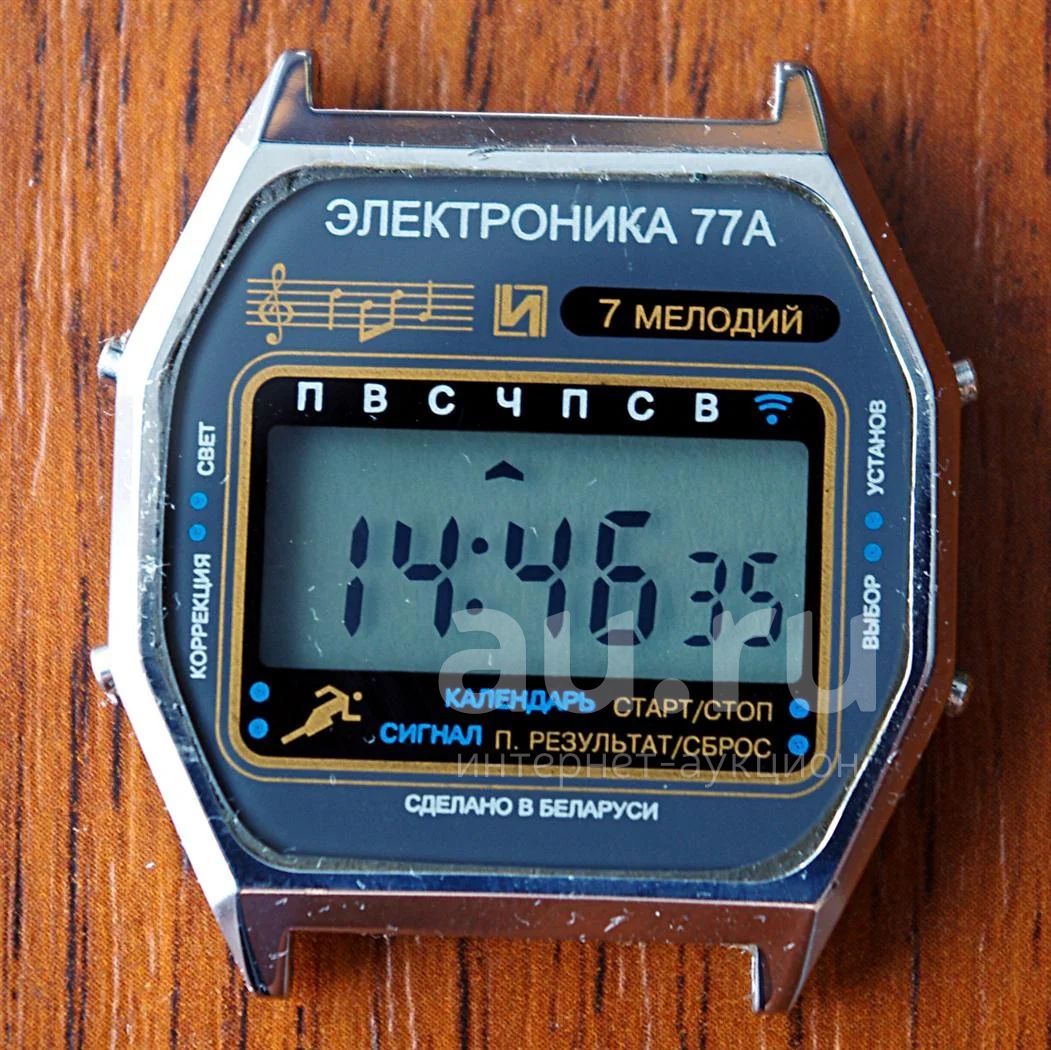 ЭЛЕКТРОНИКА 77А
7 МЕЛОДИЙ
П В С Ч П С В
СВЕТ
КОРРЕКЦИЯ
УСТАНОВ
ВЫБОР
14:46 35
КАЛЕНДАРЬ СТАРТ/СТОП
СИГНАЛ П. РЕЗУЛЬТАТ/СБРОС
СДЕЛАНО В БЕЛАРУСИ
au.ru
интернет-аукцион